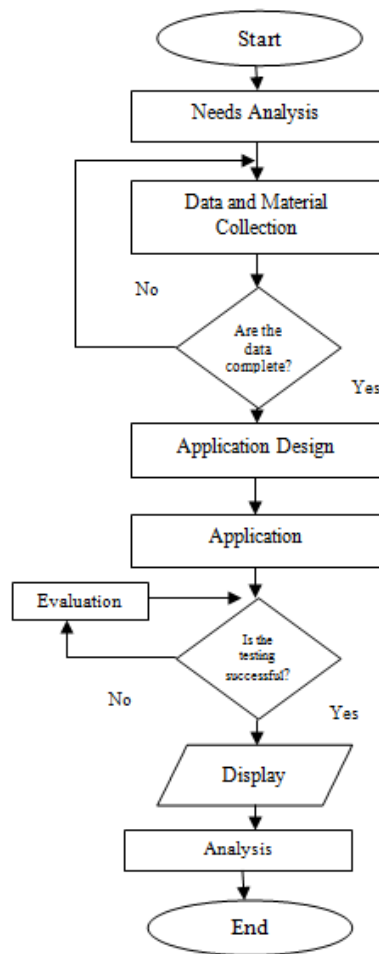 Start
Needs Analysis
Data and Material
Collection
No
Are the
data
complete?
Yes
Application Design
Application
Evaluation
Is the
testing
successful?
No
Yes
Display
Analysis
End